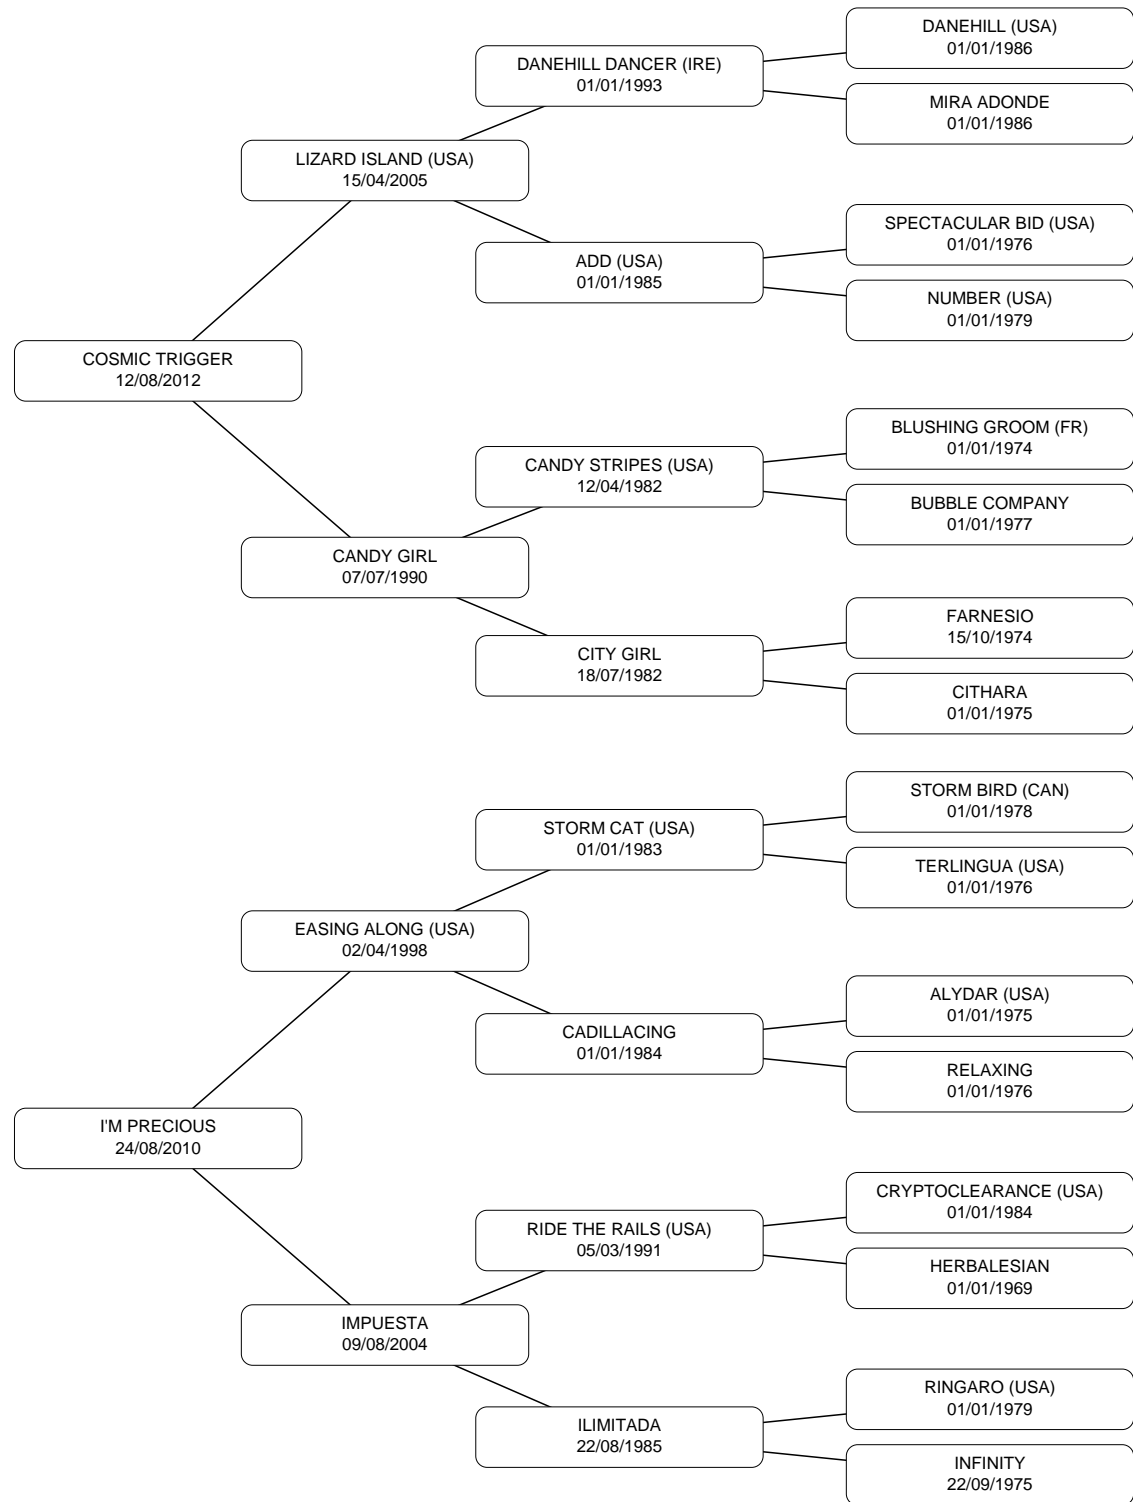 DANEHILL (USA)
01/01/1986
DANEHILL DANCER (IRE)
01/01/1993
MIRA ADONDE
01/01/1986
LIZARD ISLAND (USA)
15/04/2005
SPECTACULAR BID (USA)
01/01/1976
ADD (USA)
01/01/1985
NUMBER (USA)
01/01/1979
COSMIC TRIGGER
12/08/2012
BLUSHING GROOM (FR)
01/01/1974
CANDY STRIPES (USA)
12/04/1982
BUBBLE COMPANY
01/01/1977
CANDY GIRL
07/07/1990
FARNESIO
15/10/1974
CITY GIRL
18/07/1982
CITHARA
01/01/1975
STORM BIRD (CAN)
01/01/1978
STORM CAT (USA)
01/01/1983
TERLINGUA (USA)
01/01/1976
EASING ALONG (USA)
02/04/1998
ALYDAR (USA)
01/01/1975
CADILLACING
01/01/1984
RELAXING
01/01/1976
I'M PRECIOUS
24/08/2010
CRYPTOCLEARANCE (USA)
01/01/1984
RIDE THE RAILS (USA)
05/03/1991
HERBALESIAN
01/01/1969
IMPUESTA
09/08/2004
RINGARO (USA)
01/01/1979
ILIMITADA
22/08/1985
INFINITY
22/09/1975